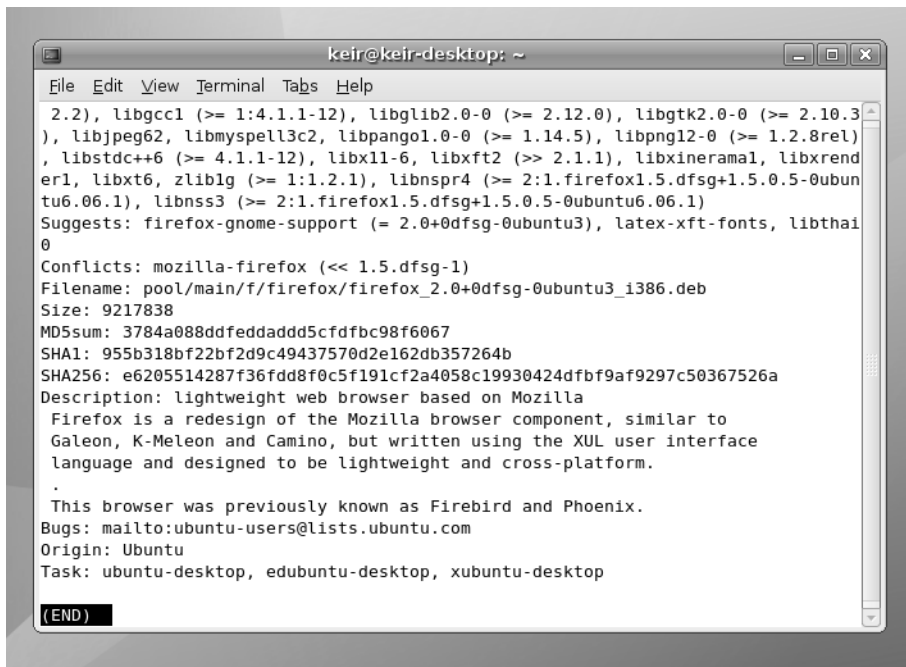 keir@keir-desktop: ~
File Edit View Terminal Tabs Help
2.2), libgcc1 (>= 1:4.1.1-12), libglib2.0-0 (>= 2.12.0), libgtk2.0-0 (>= 2.10.3
), libjpeg62, libmyspell3c2, libpango1.0-0 (>= 1.14.5), libpng12-0 (>= 1.2.8rel)
, libstdc++6 (>= 4.1.1-12), libx11-6, libxft2 (>> 2.1.1), libxinerama1, libxrend
er1, libxt6, zlib1g (>= 1:1.2.1), libnspr4 (>= 2:1.firefox1.5.dfsg+1.5.0.5-0ubun
tu6.06.1), libnss3 (>= 2:1.firefox1.5.dfsg+1.5.0.5-0ubuntu6.06.1)
Suggests: firefox-gnome-support (= 2.0+0dfsg-0ubuntu3), latex-xft-fonts, libthai
0
Conflicts: mozilla-firefox (<< 1.5.dfsg-1)
Filename: pool/main/f/firefox/firefox_2.0+0dfsg-0ubuntu3_i386.deb
Size: 9217838
MD5sum: 3784a088ddfeddaddd5cfdfbc98f6067
SHA1: 955b318bf22bf2d9c49437570d2e162db357264b
SHA256: e6205514287f36fdd8f0c5f191cf2a4058c19930424dfbf9af9297c50367526a
Description: lightweight web browser based on Mozilla
Firefox is a redesign of the Mozilla browser component, similar to
Galeon, K-Meleon and Camino, but written using the XUL user interface
language and designed to be lightweight and cross-platform.
.
This browser was previously known as Firebird and Phoenix.
Bugs: mailto:ubuntu-users@lists.ubuntu.com
Origin: Ubuntu
Task: ubuntu-desktop, edubuntu-desktop, xubuntu-desktop
(END)